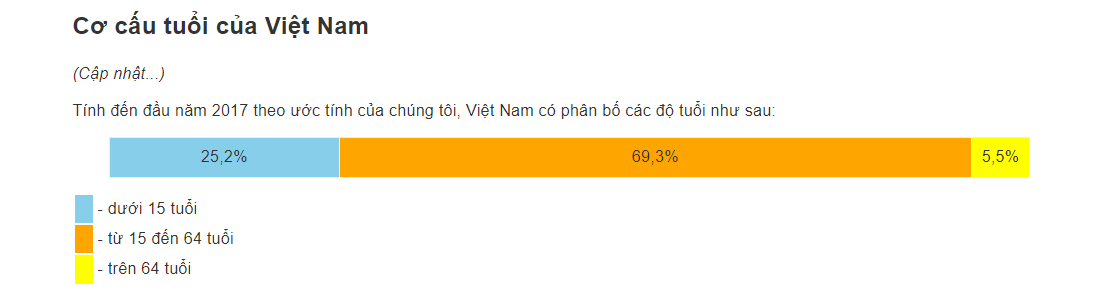 Cơ cấu tuổi của Việt Nam
(Cập nhật...)
Tính đến đầu năm 2017 theo ước tính của chúng tôi, Việt Nam có phân bố các độ tuổi như sau:
25,2% 69,3% 5,5%
- dưới 15 tuổi
- từ 15 đến 64 tuổi
- trên 64 tuổi